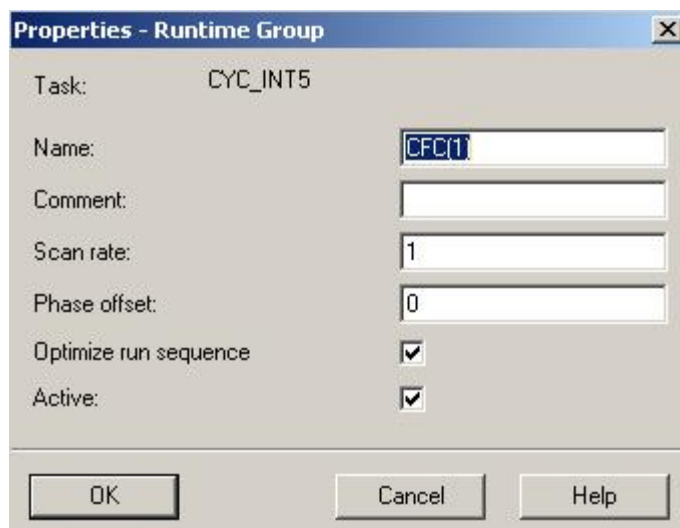 Properties - Runtime Group
Task: CYC_INT5
Name: CFC(1)
Comment:
Scan rate: 1
Phase offset: 0
Optimize run sequence
Active:
OK Cancel Help